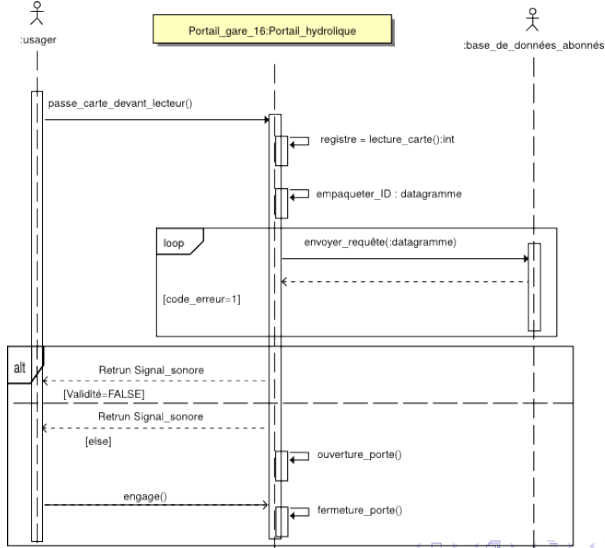 Portail_gare_16:Portail_hydrolique
:usager
:base_de_données_abonnés
passe_carte_devant_lecteur()
registre = lecture_carte():int
empaqueter_ID : datagramme
loop
envoyer_requête(:datagramme)
[code_erreur=1]
alt
Retrun Signal_sonore
[Validité=FALSE]
Retrun Signal_sonore
[else]
ouverture_porte()
engage()
fermeture_porte()